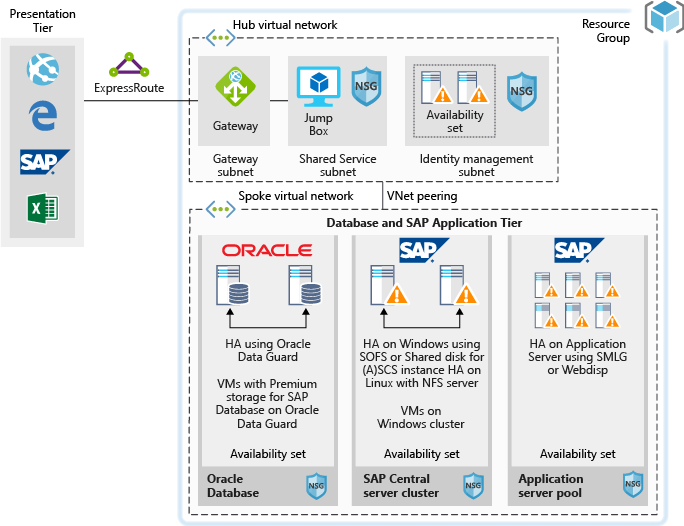 Presentation
Tier
SAP
ExpressRoute
Hub virtual network
Resource
Group
Gateway
Jump
Box
NSG
Availability
set
NSG
Gateway
subnet
Shared Service
subnet
Identity management
subnet
Spoke virtual network
VNet peering
Database and SAP Application Tier
ORACLE
HA using Oracle
Data Guard
VMs with Premium
storage for SAP
Database on Oracle
Data Guard
Availability set
Oracle
Database
NSG
SAP
HA on Windows using
SOFS or Shared disk for
(A)SCS instance HA on
Linux with NFS server
VMs on
Windows cluster
Availability set
SAP Central
server cluster
NSG
SAP
HA on Application
Server using SMLG
or Webdisp
Availability set
Application
server pool
NSG